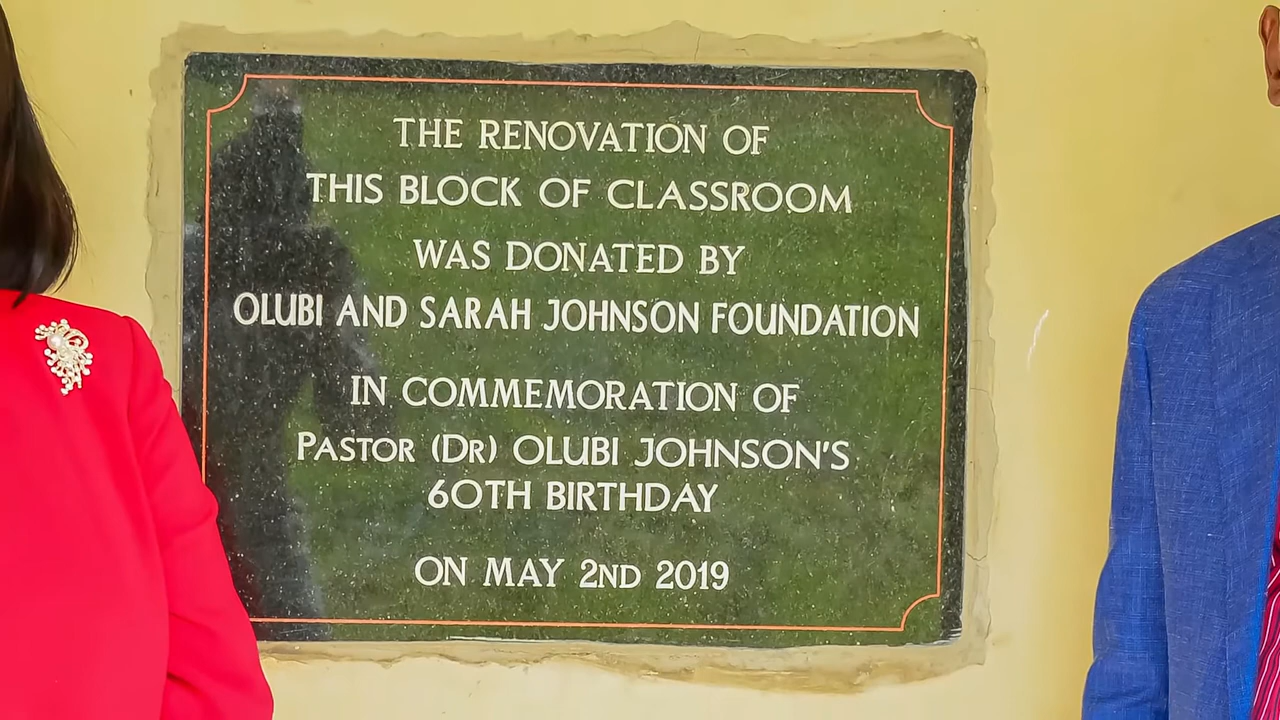 THE RENOVATION OF
THIS BLOCK OF CLASSROOM
WAS DONATED BY
OLUBI AND SARAH JOHNSON FOUNDATION
IN COMMEMORATION OF
PASTOR (DR) OLUBI JOHNSON'S
60TH BIRTHDAY
ON MAY 2ND 2019